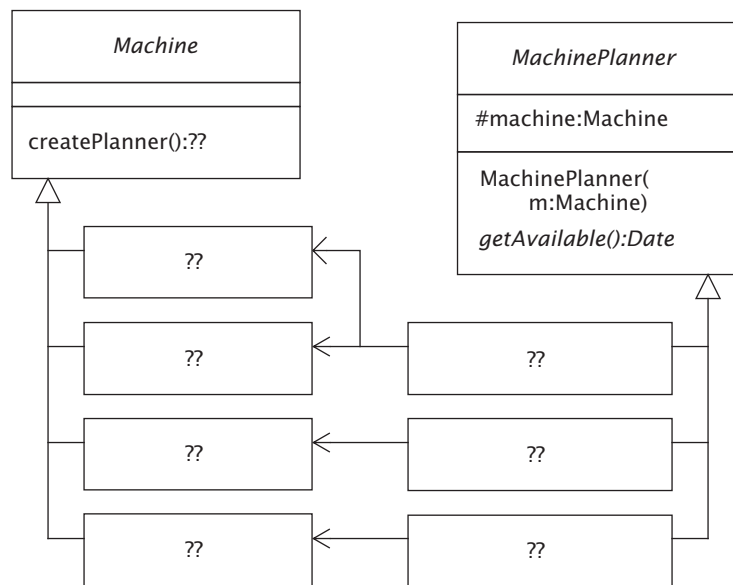 Machine
createPlanner():??
MachinePlanner
#machine:Machine
MachinePlanner(
m:Machine)
getAvailable():Date
??
??
??
??
??
??
??